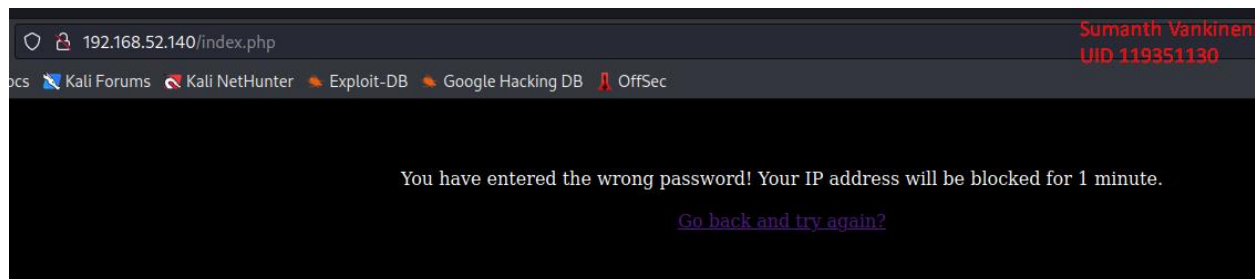 192.168.52.140/index.php
Sumanth Vankinen
UID 119351130
ocs Kali Forums Kali NetHunter Exploit-DB Google Hacking DB OffSec
You have entered the wrong password! Your IP address will be blocked for 1 minute.
Go back and try again?